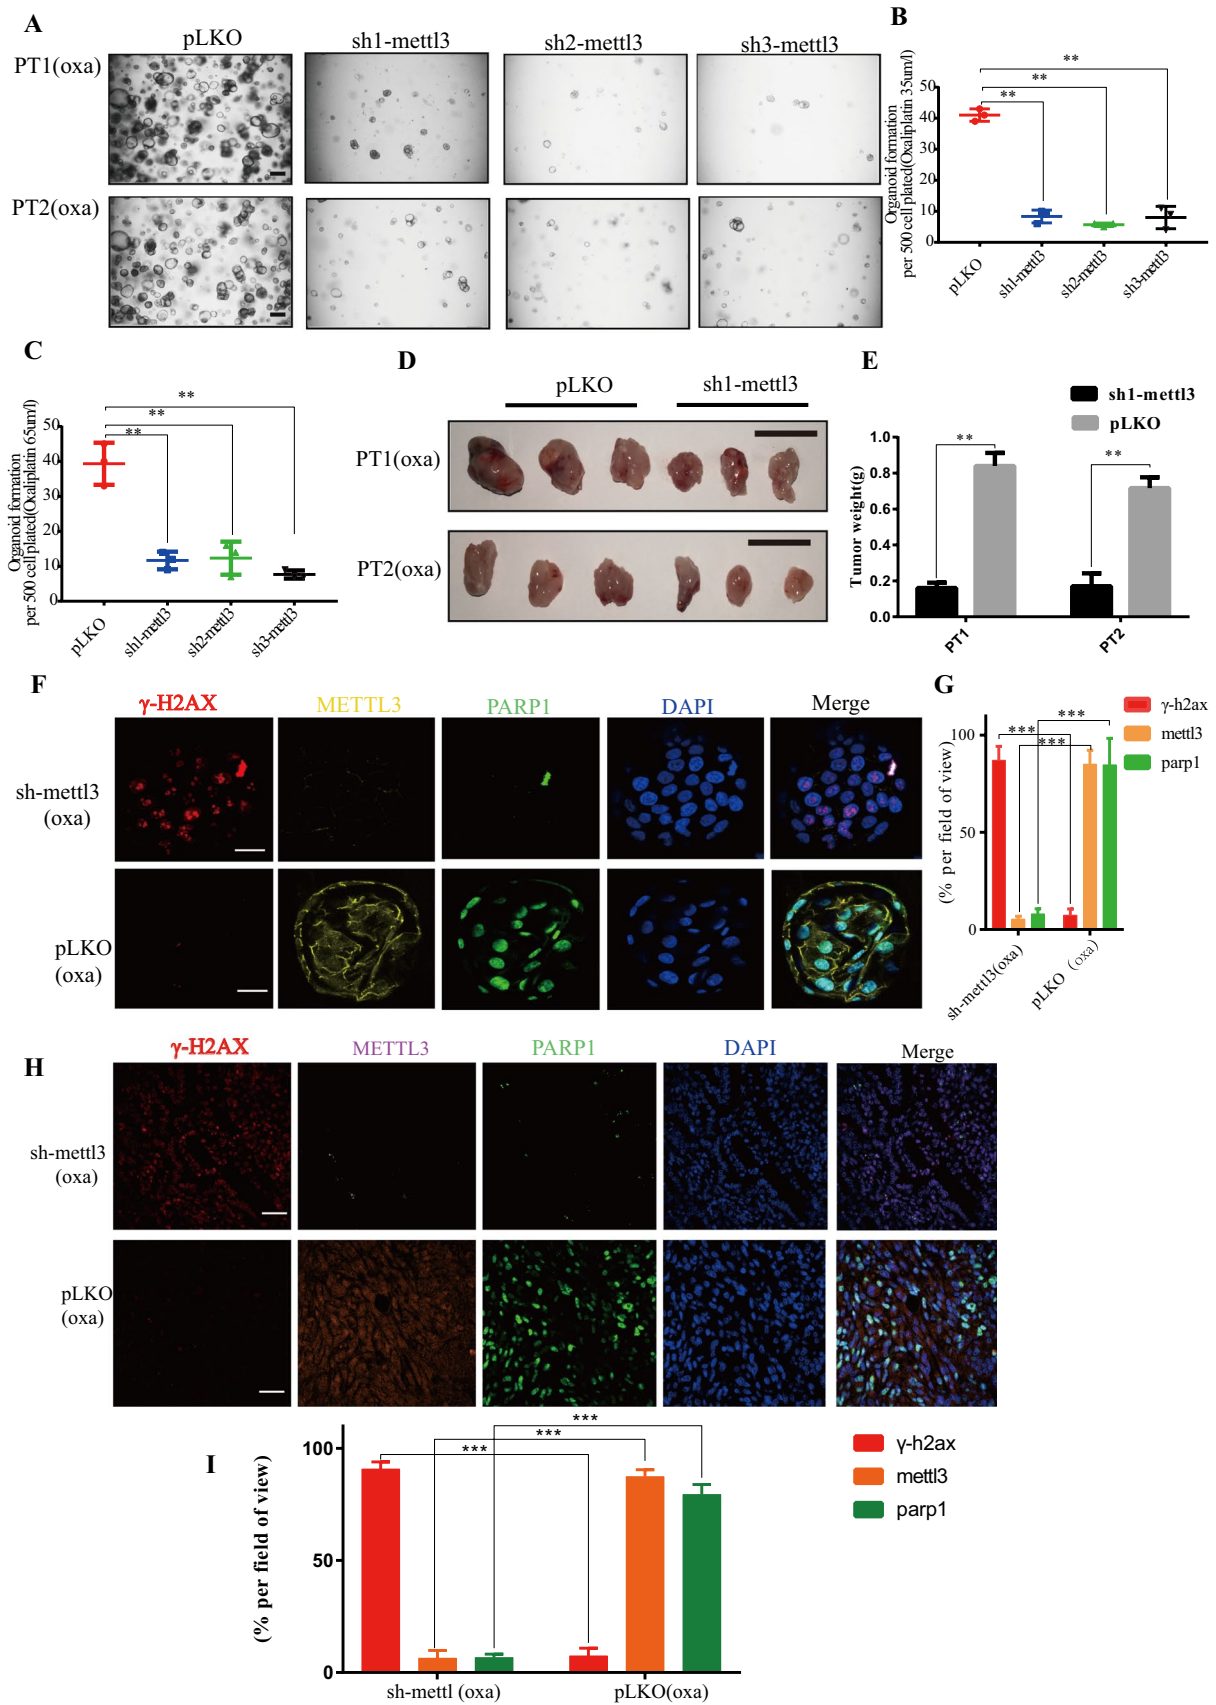 A
pLKO
sh1-mettl3
sh2-mettl3
sh3-mettl3
PT1(oxa)
PT2(oxa)
B
Organoid formation
per 500 cell plated(Oxaliplatin 35um/l)
50
40
30
20
10
0
**
**
**
pLKO
sh1-mettl3
sh2-mettl3
sh3-mettl3
C
Organoid formation
per 500 cell plated(Oxaliplatin 65um/l)
50
40
30
20
10
0
**
**
**
pLKO
sh1-mettl3
sh2-mettl3
sh3-mettl3
D
pLKO
sh1-mettl3
PT1(oxa)
PT2(oxa)
E
sh1-mettl3
pLKO
Tumor weight(g)
1.0
0.8
0.6
0.4
0.2
0.0
**
**
PT1
PT2
F
γ-H2AX
METTL3
PARP1
DAPI
Merge
sh-mettl3
(oxa)
pLKO
(oxa)
G
γ-h2ax
mettl3
parp1
(% per field of view)
100
50
0
***
***
***
sh-mettl3(oxa)
pLKO (oxa)
H
γ-H2AX
METTL3
PARP1
DAPI
Merge
sh-mettl3
(oxa)
pLKO
(oxa)
I
(% per field of view)
100
50
0
***
***
***
γ-h2ax
mettl3
parp1
sh-mettl (oxa)
pLKO(oxa)